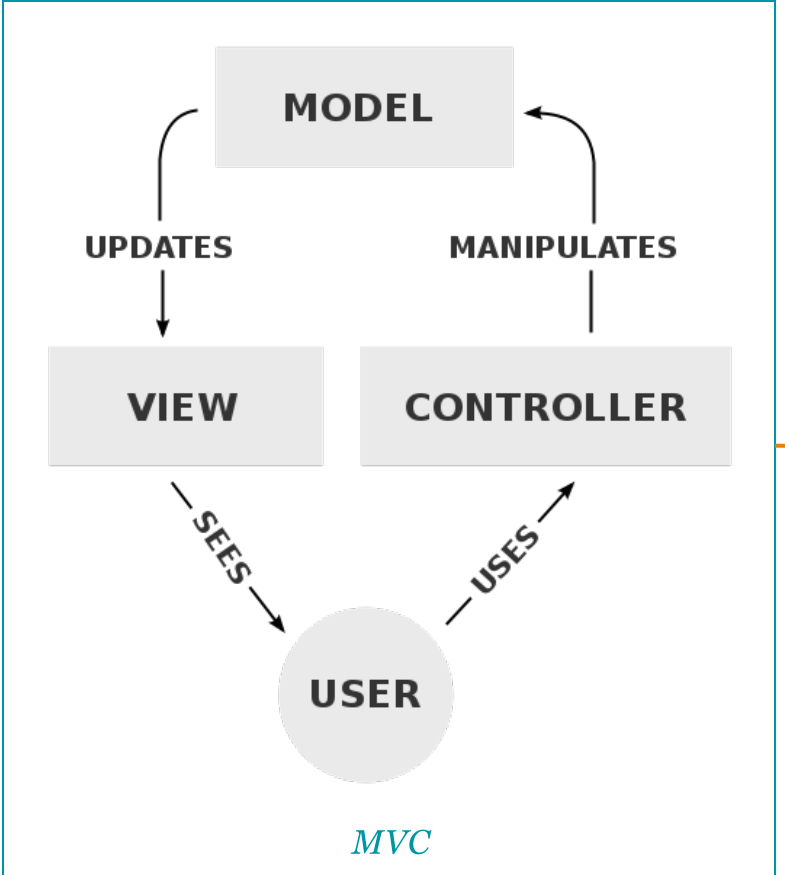 MODEL
UPDATES
MANIPULATES
VIEW
CONTROLLER
SEES
USES
USER
MVC